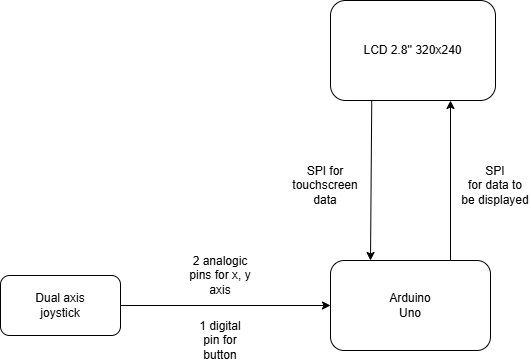 LCD 2.8" 320x240
SPI for
touchscreen
data
SPI
for data to
be displayed
2 analogic
pins for x, y
axis
Dual axis
joystick
Arduino
Uno
1 digital
pin for
button